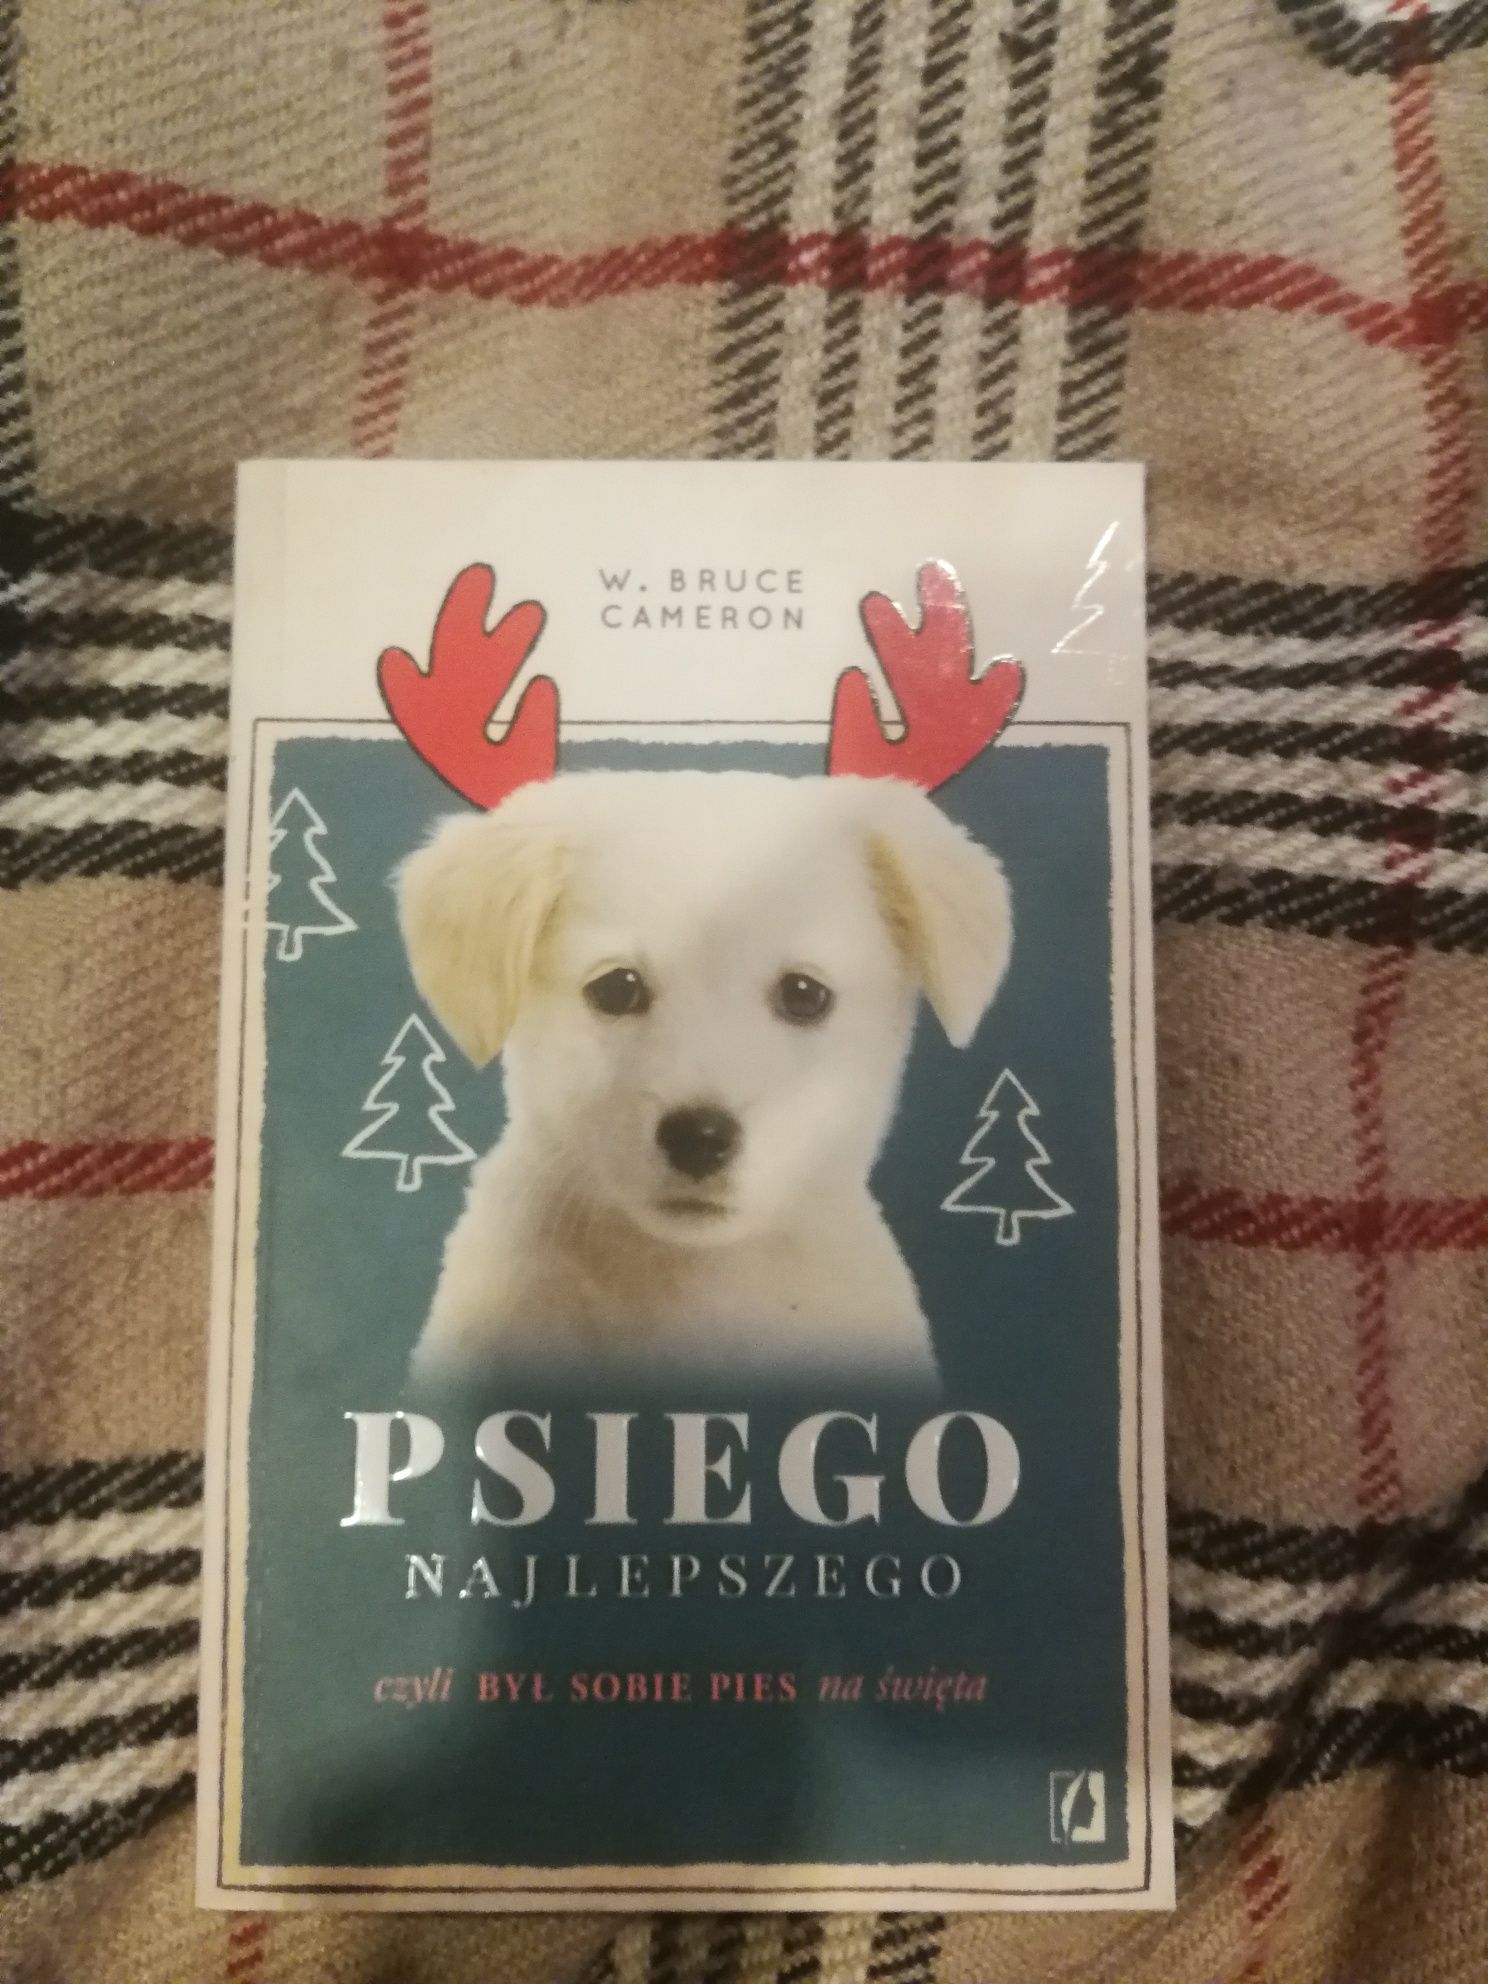 W. BRUCE
CAMERON
PSIEGO
NAJLEPSZEGO
czyli BYŁ SOBIE PIES na święta